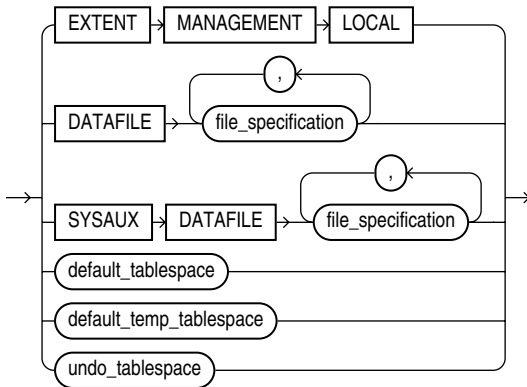 EXTENT MANAGEMENT LOCAL
,
DATAFILE file_specification
,
SYSAUX DATAFILE file_specification
default_tablespace
default_temp_tablespace
undo_tablespace